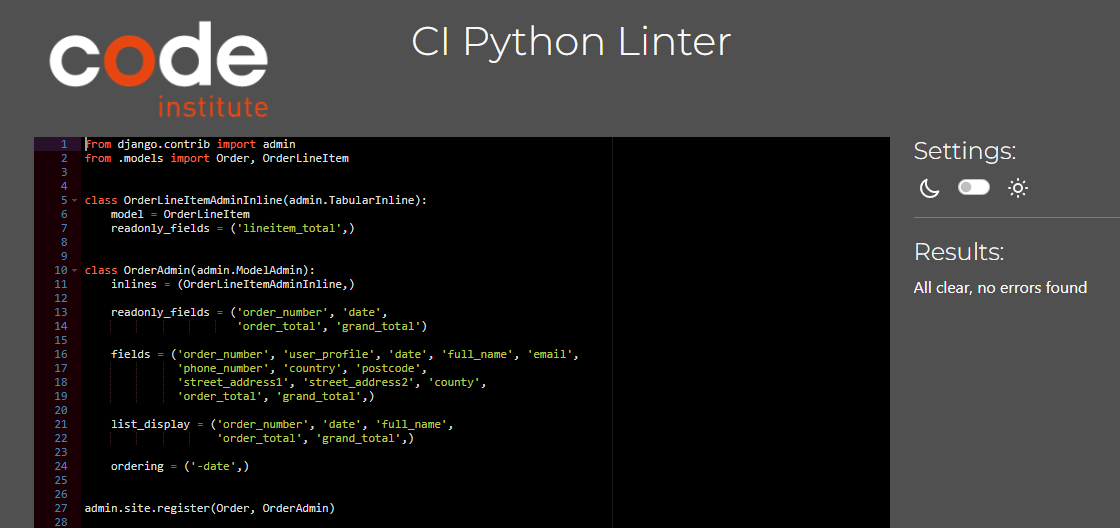 code
institute
CI Python Linter
1 from django.contrib import admin
2 from .models import Order, OrderLineItem
3
4
5 class OrderLineItemAdminInline(admin.TabularInline):
6     model = OrderLineItem
7     readonly_fields = ('lineitem_total',)
8
9
10 class OrderAdmin(admin.ModelAdmin):
11     inlines = (OrderLineItemAdminInline,)
12
13     readonly_fields = ('order_number', 'date',
14                        'order_total', 'grand_total')
15
16     fields = ('order_number', 'user_profile', 'date', 'full_name', 'email',
17               'phone_number', 'country', 'postcode',
18               'street_address1', 'street_address2', 'county',
19               'order_total', 'grand_total',)
20
21     list_display = ('order_number', 'date', 'full_name',
22                     'order_total', 'grand_total',)
23
24     ordering = ('-date',)
25
26
27 admin.site.register(Order, OrderAdmin)
28
Settings:
Results:
All clear, no errors found